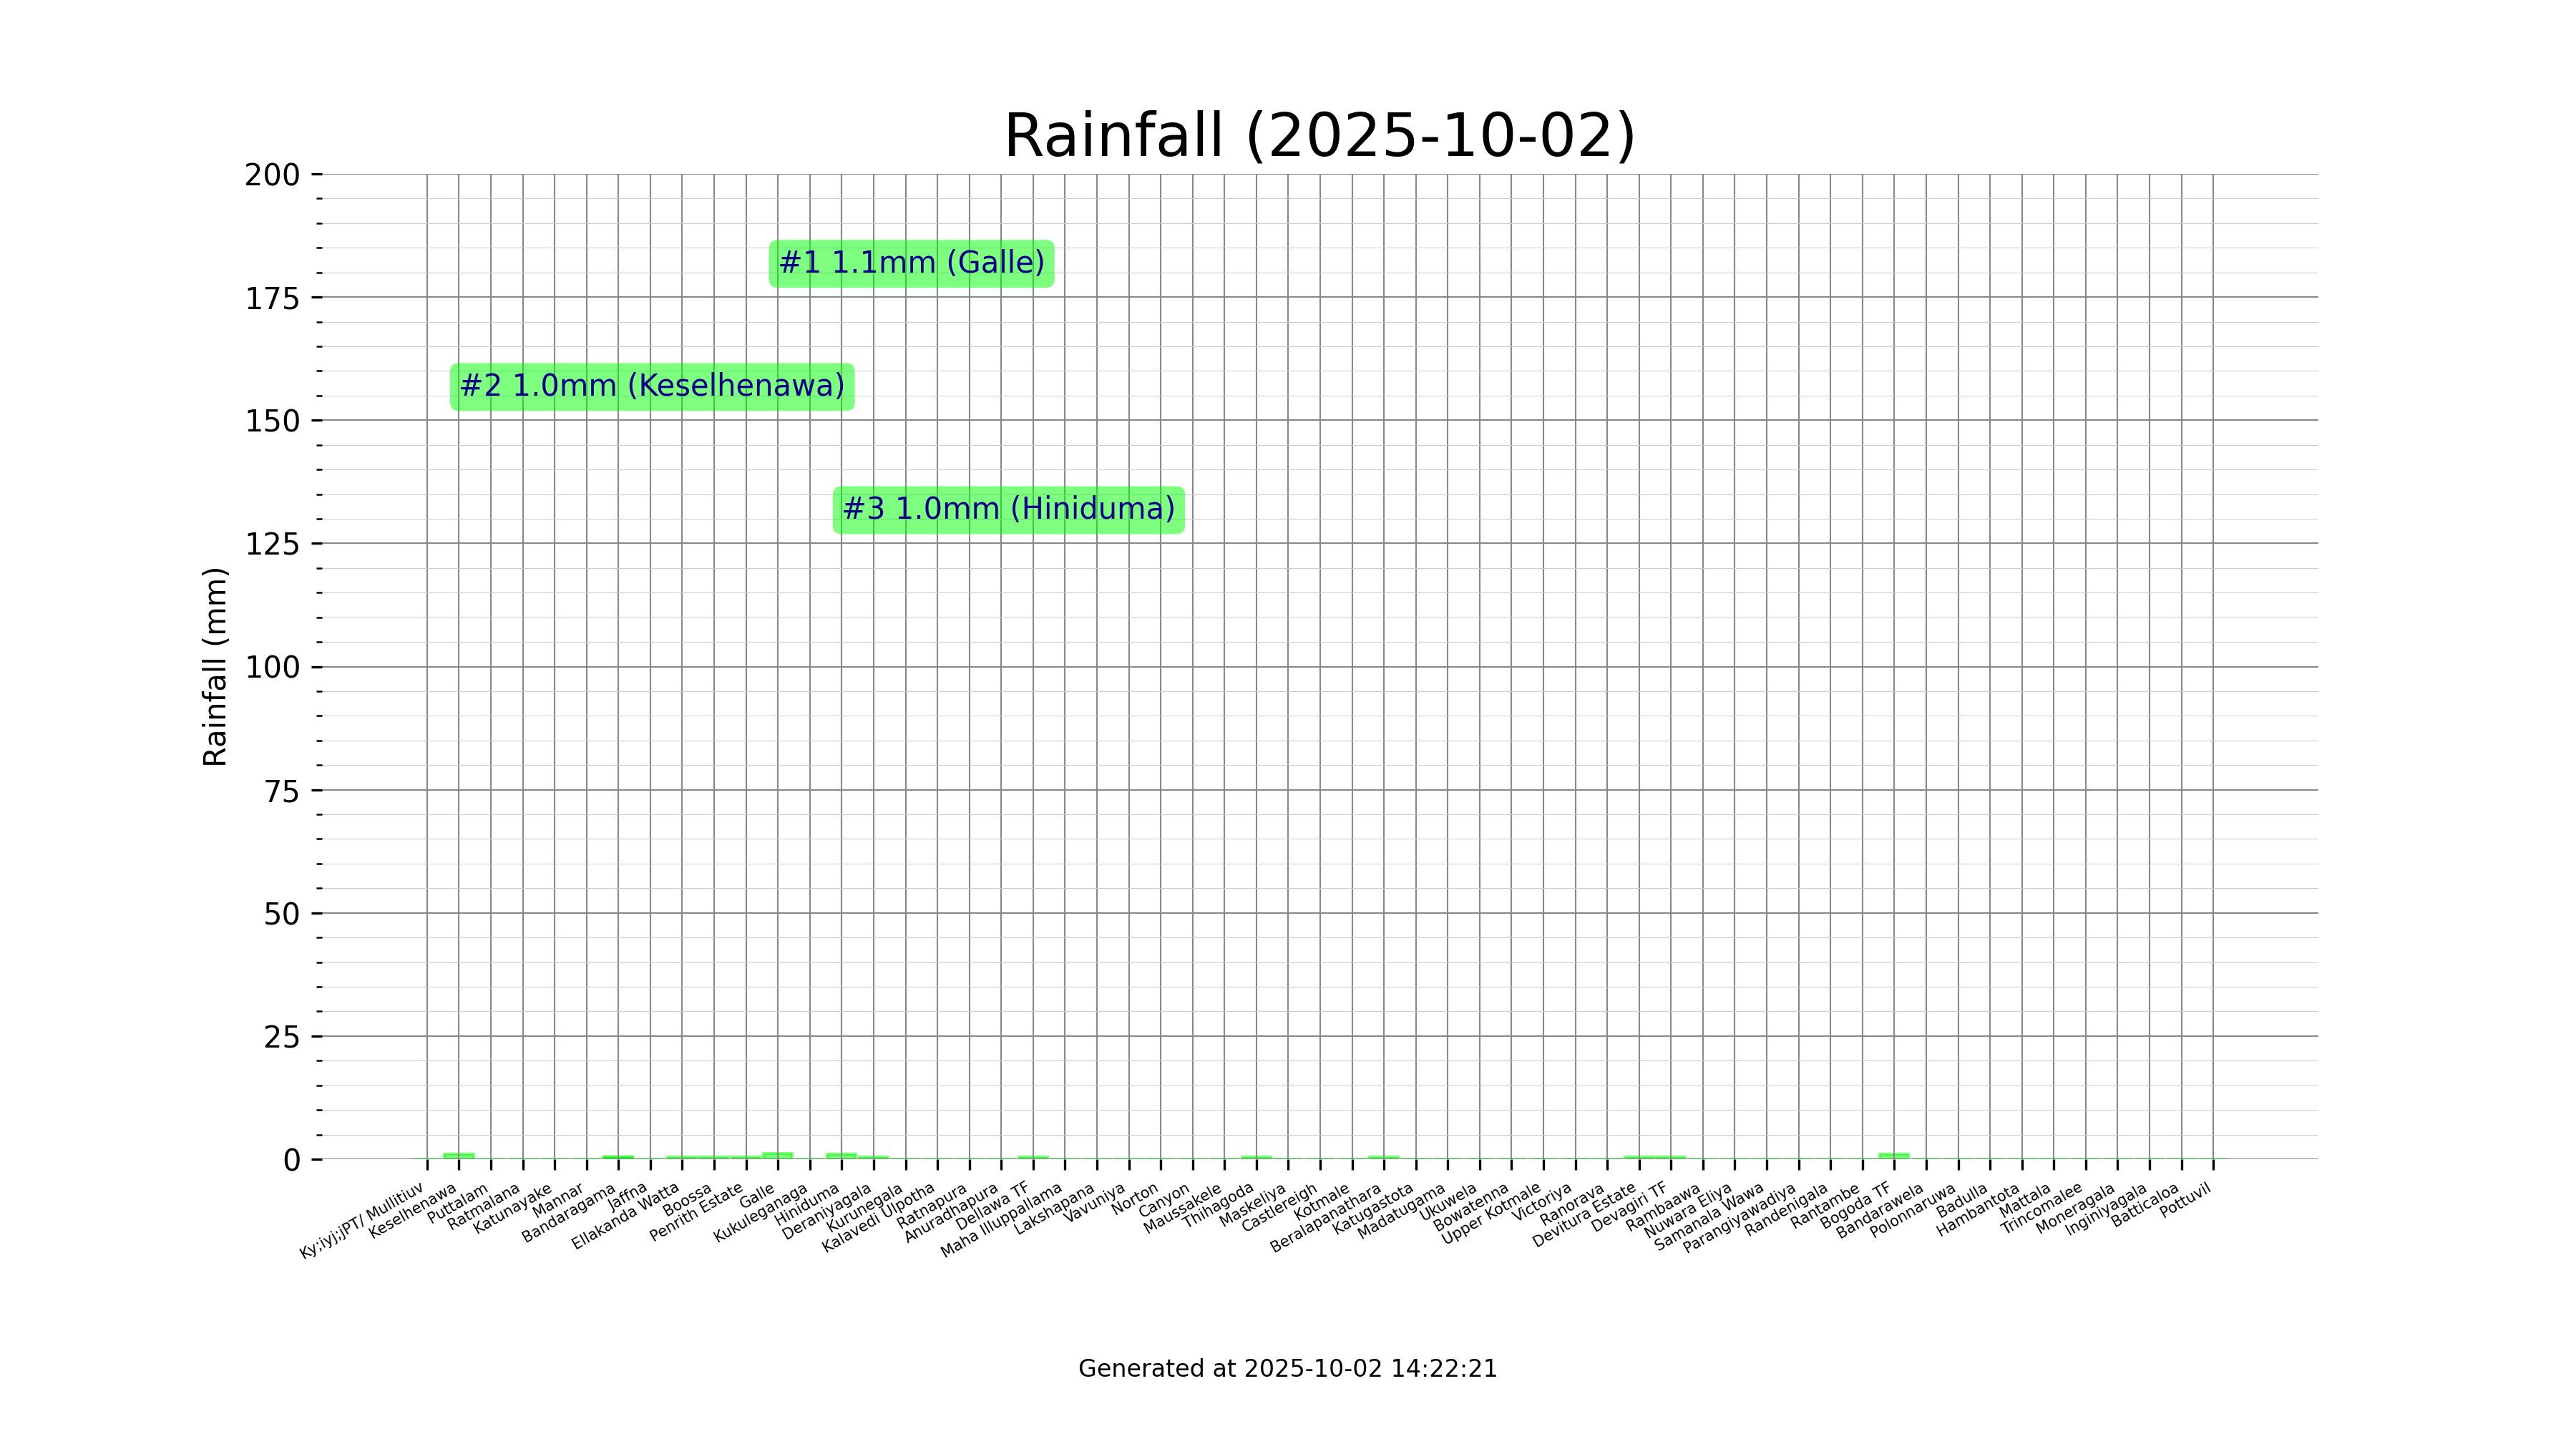 Rainfall (2025-10-02)
200
175
150
125
100
75
50
25
0
Rainfall (mm)
#1 1.1mm (Galle)
#2 1.0mm (Keselhenawa)
#3 1.0mm (Hiniduma)
Ky;iyj;jPT/ Mullitiuv
Keselhenawa
Puttalam
Ratmalana
Katunayake
Mannar
Bandaragama
Jaffna
Ellakanda Watta
Boossa
Penrith Estate
Galle
Kukuleganaga
Hiniduma
Deraniyagala
Kurunegala
Kalavedi Ulpotha
Ratnapura
Anuradhapura
Dellawa TF
Maha Illuppallama
Lakshapana
Vavuniya
Norton
Canyon
Maussakele
Thihagoda
Maskeliya
Castlereigh
Kotmale
Beralapanathara
Katugastota
Madatugama
Ukuwela
Bowatenna
Upper Kotmale
Victoriya
Ranorava
Devitura Estate
Devagiri TF
Rambaawa
Nuwara Eliya
Samanala Wawa
Parangiyawadiya
Randenigala
Rantambe
Bogoda TF
Bandarawela
Polonnaruwa
Badulla
Hambantota
Mattala
Trincomalee
Moneragala
Inginiyagala
Batticaloa
Pottuvil
Generated at 2025-10-02 14:22:21